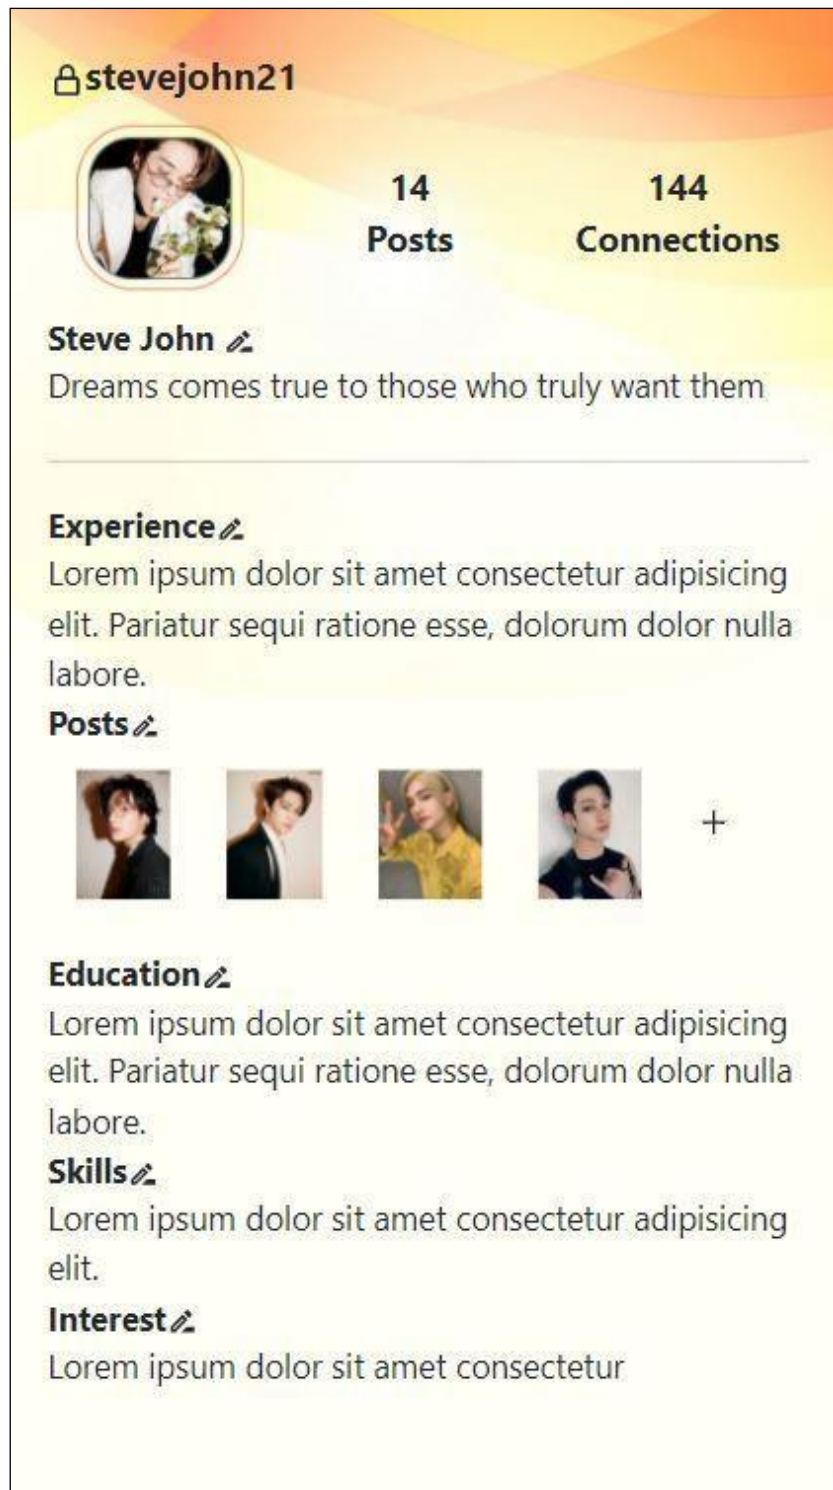 stevejohn21
14
Posts
144
Connections
Steve John
Dreams comes true to those who truly want them
Experience
Lorem ipsum dolor sit amet consectetur adipisicing
elit. Pariatur sequi ratione esse, dolorum dolor nulla
labore.
Posts
+
Education
Lorem ipsum dolor sit amet consectetur adipisicing
elit. Pariatur sequi ratione esse, dolorum dolor nulla
labore.
Skills
Lorem ipsum dolor sit amet consectetur adipisicing
elit.
Interest
Lorem ipsum dolor sit amet consectetur